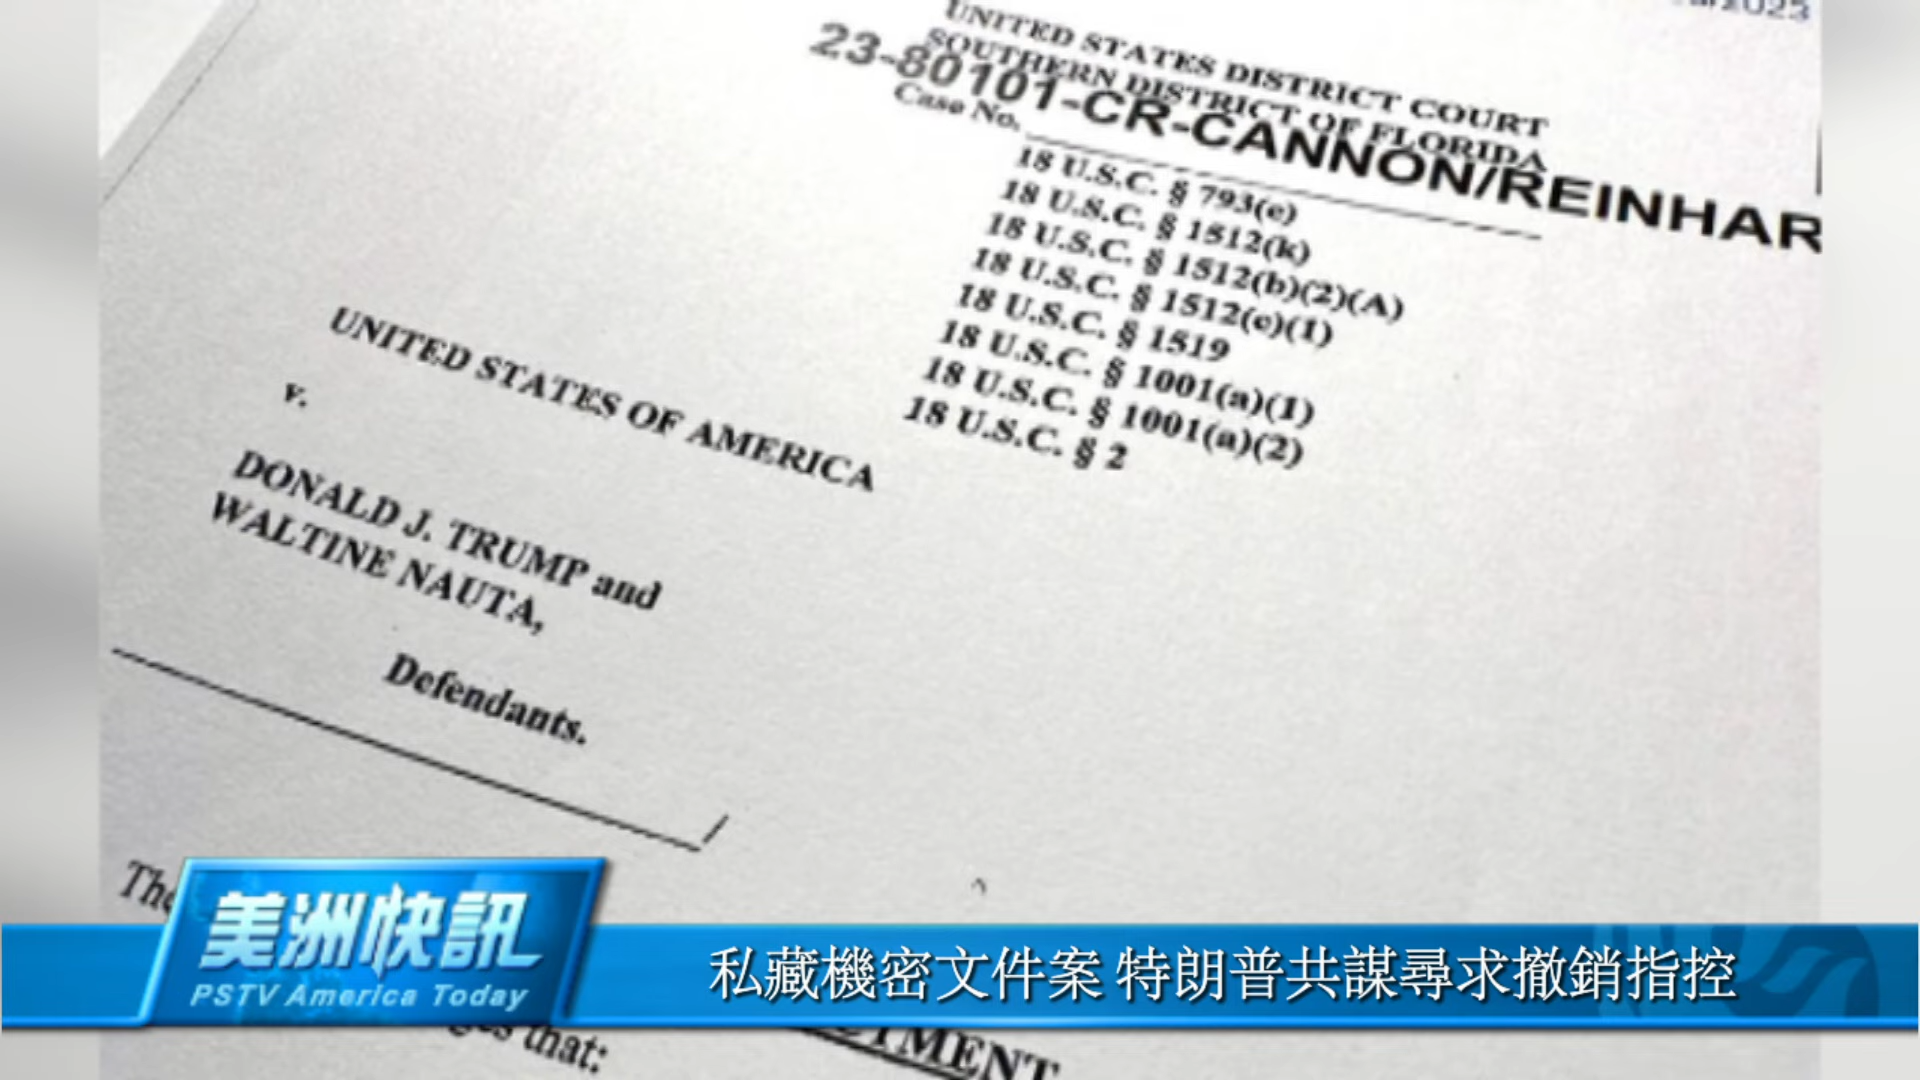 2023
UNITED STATES DISTRICT COURT
SOUTHERN DISTRICT OF FLORIDA
23-80101-CR-CANNON/REINHAR
Case No.
18 U.S.C. § 793(e)
18 U.S.C. § 1512(k)
18 U.S.C. § 1512(b)(2)(A)
18 U.S.C. § 1512(c)(1)
18 U.S.C. § 1519
18 U.S.C. § 1001(a)(1)
18 U.S.C. § 1001(a)(2)
18 U.S.C. § 2
UNITED STATES OF AMERICA
v.
DONALD J. TRUMP and
WALTINE NAUTA,
Defendants.
The
美洲快訊
PSTV America Today
私藏機密文件案 特朗普共謀尋求撤銷指控
that: